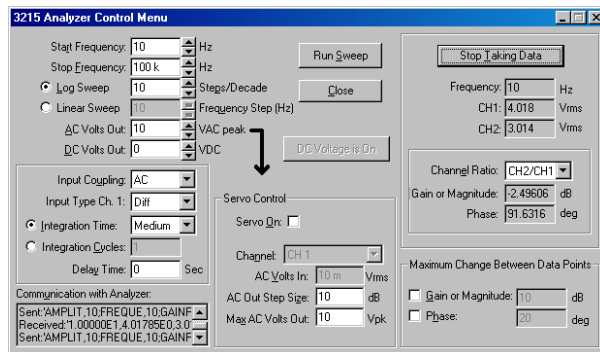 3215 Analyzer Control Menu
Start Frequency: 10 Hz
Stop Frequency: 100 k Hz
Log Sweep 10 Steps/Decade
Linear Sweep 10 Frequency Step (Hz)
AC Volts Out: 10 VAC peak
DC Volts Out: 0 VDC
Run Sweep
Close
DC Voltage is On
Input Coupling: AC
Input Type Ch. 1: Diff
Integration Time: Medium
Integration Cycles: 1
Delay Time: 0 Sec
Communication with Analyzer:
Sent:'AMPLIT,10;FREQUE,10;GAINF
Received:'1.00000E1,4.01785E0,3.0
Sent:'AMPLIT,10;FREQUE,10;GAINF
Servo Control
Servo On:
Channel: CH 1
AC Volts In: 10 m Vrms
AC Out Step Size: 10 dB
Max AC Volts Out: 10 Vpk
Stop Taking Data
Frequency: 10 Hz
CH1: 4.018 Vrms
CH2: 3.014 Vrms
Channel Ratio: CH2/CH1
Gain or Magnitude: -2.49606 dB
Phase: 91.6316 deg
Maximum Change Between Data Points
Gain or Magnitude: 10 dB
Phase: 20 deg